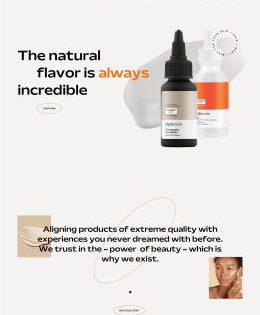 The natural
flavor is always
incredible
Aligning products of extreme quality with
experiences you never dreamed with before.
We trust in the ~ power of beauty ~ which is
why we exist.